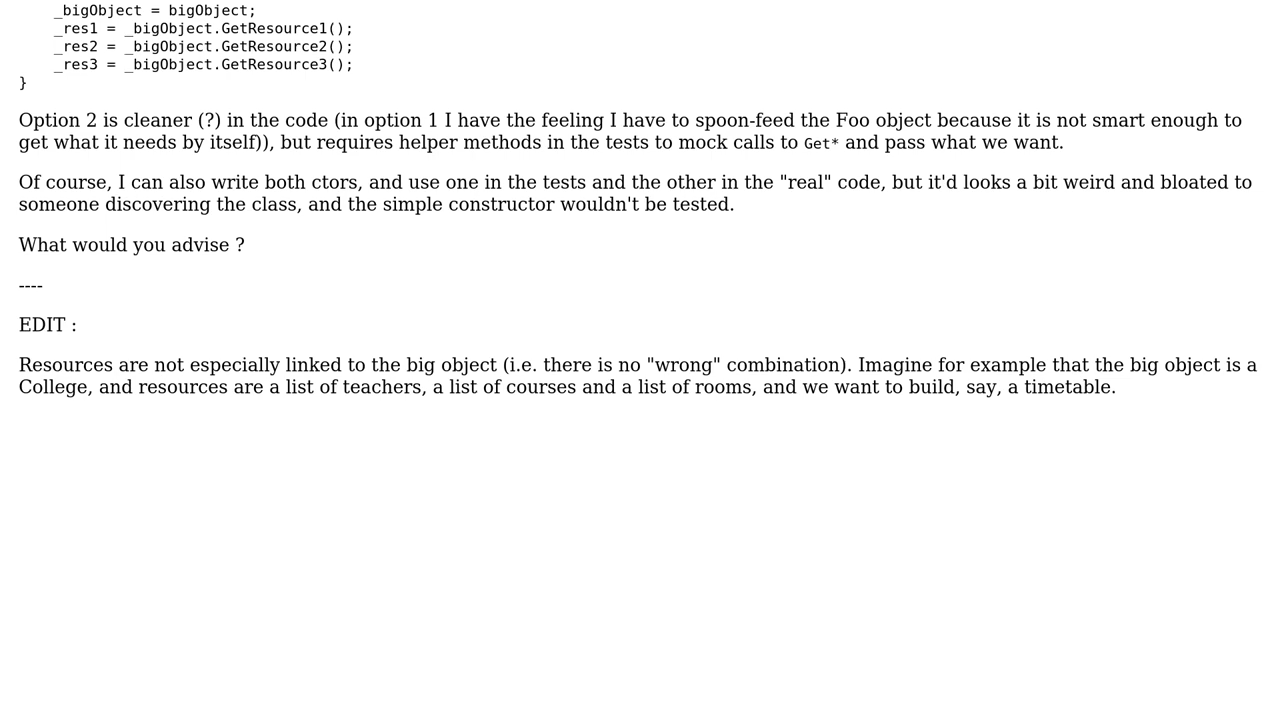 _bigObject = bigObject;
_res1 = _bigObject.GetResource1();
_res2 = _bigObject.GetResource2();
_res3 = _bigObject.GetResource3();
}
Option 2 is cleaner (?) in the code (in option 1 I have the feeling I have to spoon-feed the Foo object because it is not smart enough to
get what it needs by itself)), but requires helper methods in the tests to mock calls to Get* and pass what we want.
Of course, I can also write both ctors, and use one in the tests and the other in the "real" code, but it'd looks a bit weird and bloated to
someone discovering the class, and the simple constructor wouldn't be tested.
What would you advise ?
----
EDIT :
Resources are not especially linked to the big object (i.e. there is no "wrong" combination). Imagine for example that the big object is a
College, and resources are a list of teachers, a list of courses and a list of rooms, and we want to build, say, a timetable.